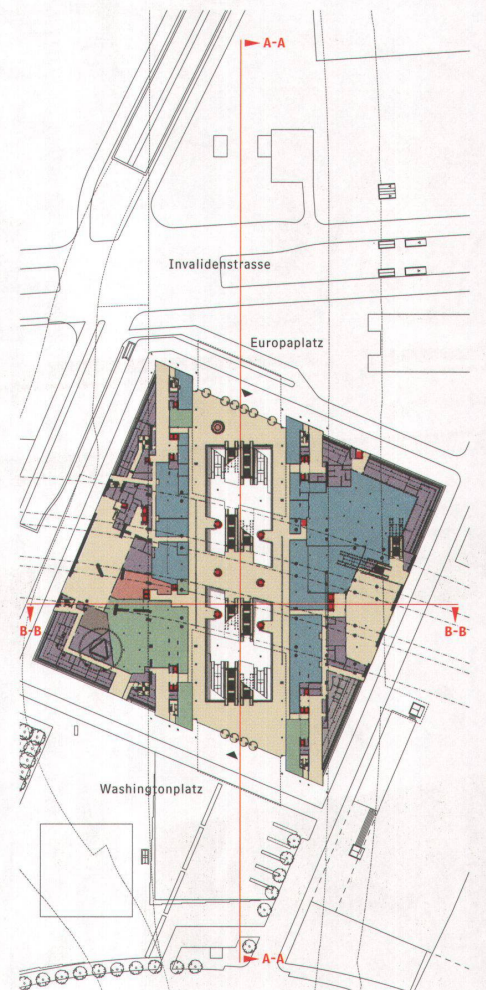 A-A
Invalidenstrasse
Europaplatz
B-B
B-B
Washingtonplatz
A-A